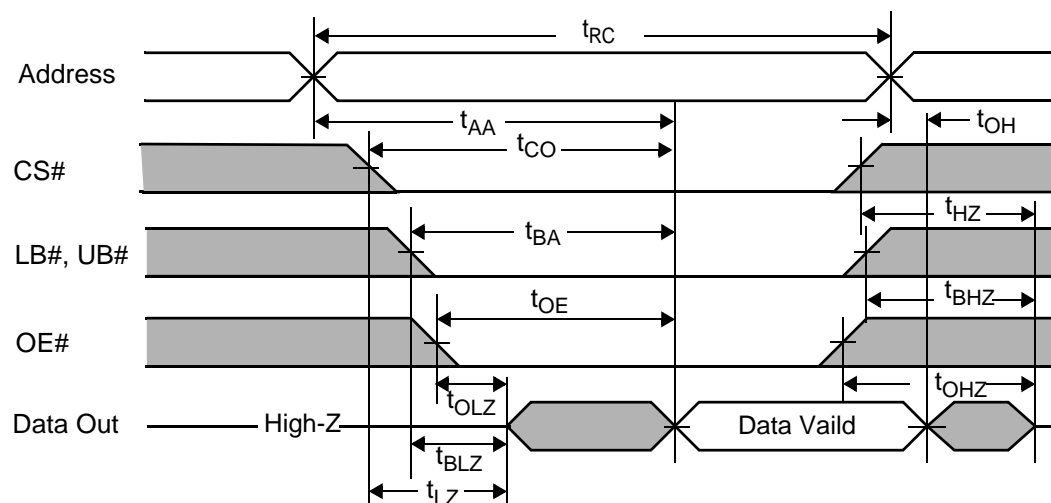 tRC
Address
tAA
tOH
tCO
CS#
tHZ
tBA
LB#, UB#
tBHZ
tOE
OE#
tOLZ
tOHZ
Data Out
High-Z
Data Vaild
tBLZ
tLZ